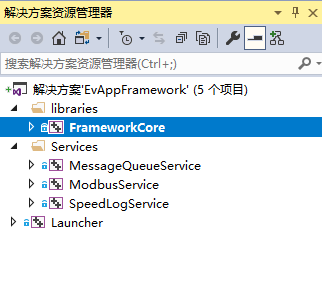 解决方案资源管理器
搜索解决方案资源管理器(Ctrl+;)
解决方案'EvAppFramework' (5 个项目)
libraries
FrameworkCore
Services
MessageQueueService
ModbusService
SpeedLogService
Launcher